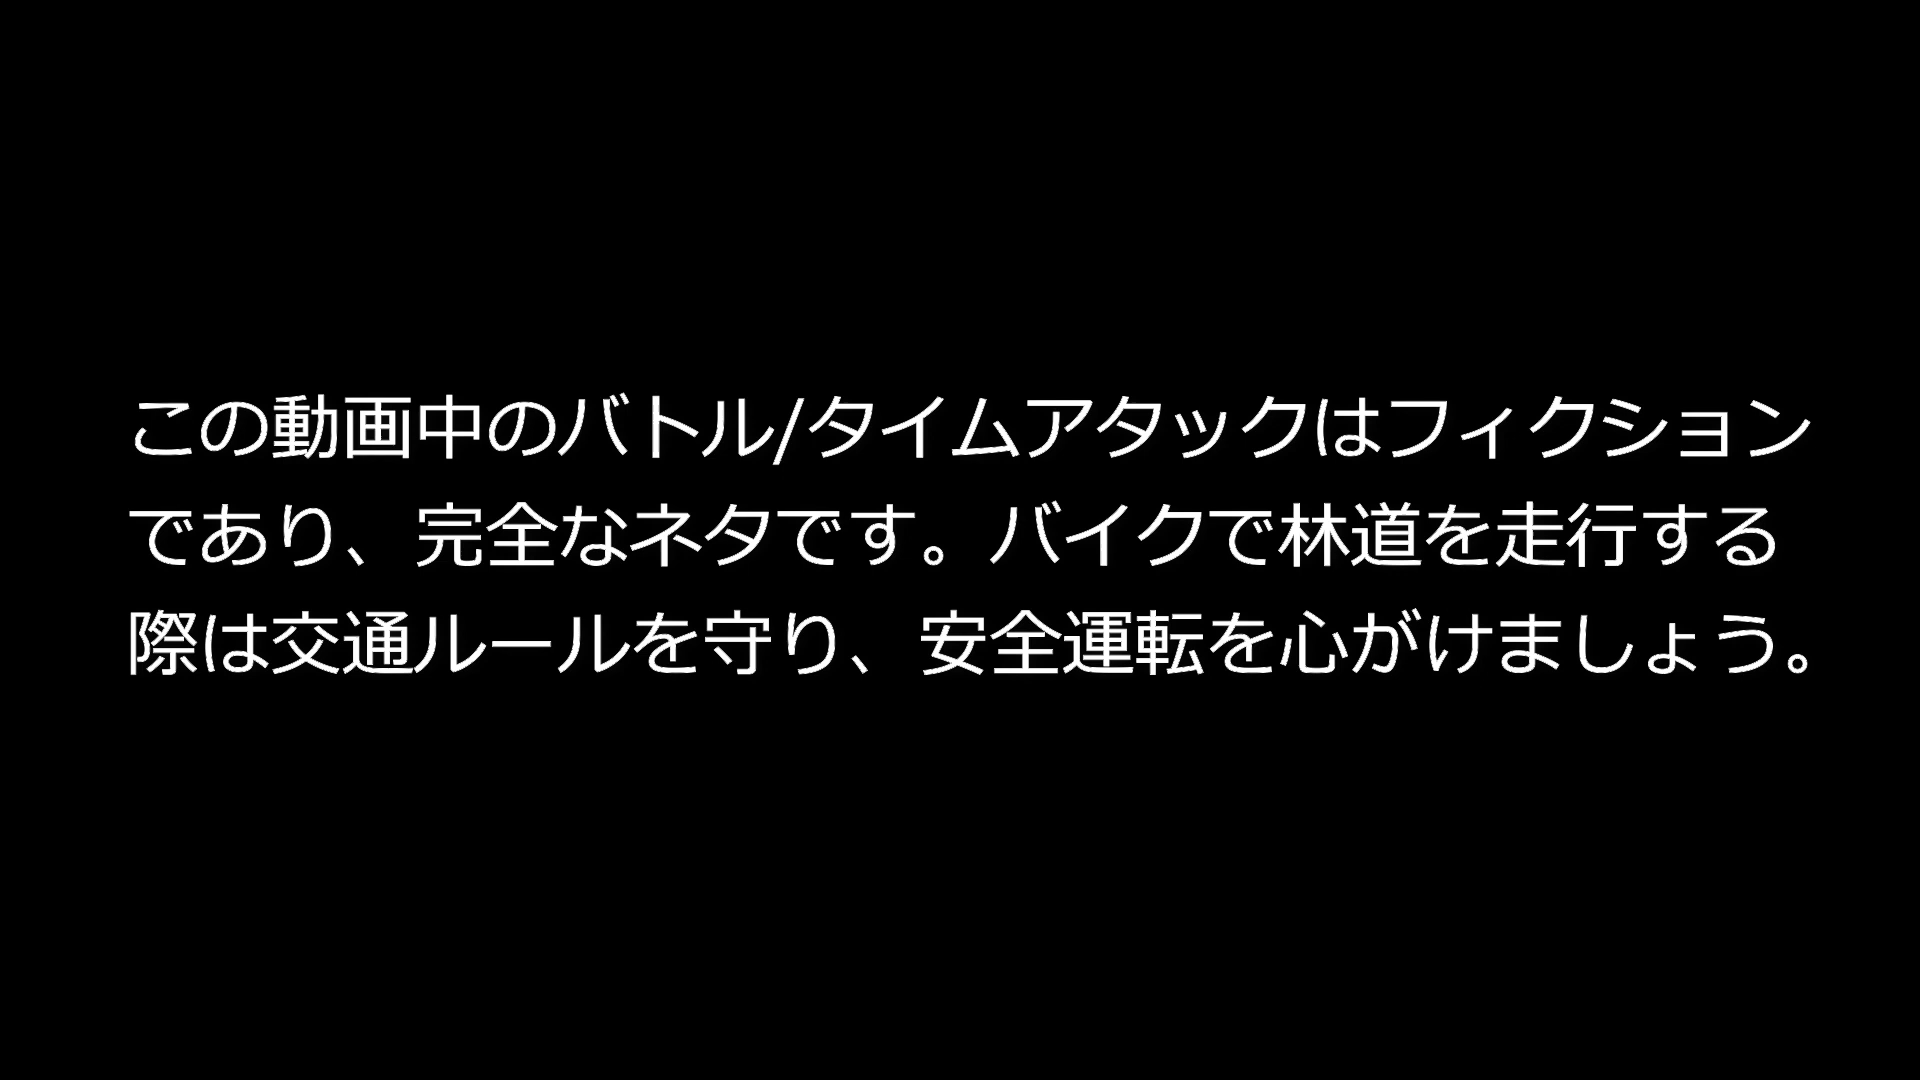 この動画中のバトル/タイムアタックはフィクション
であり、完全なネタです。バイクで林道を走行する
際は交通ルールを守り、安全運転を心がけましょう。